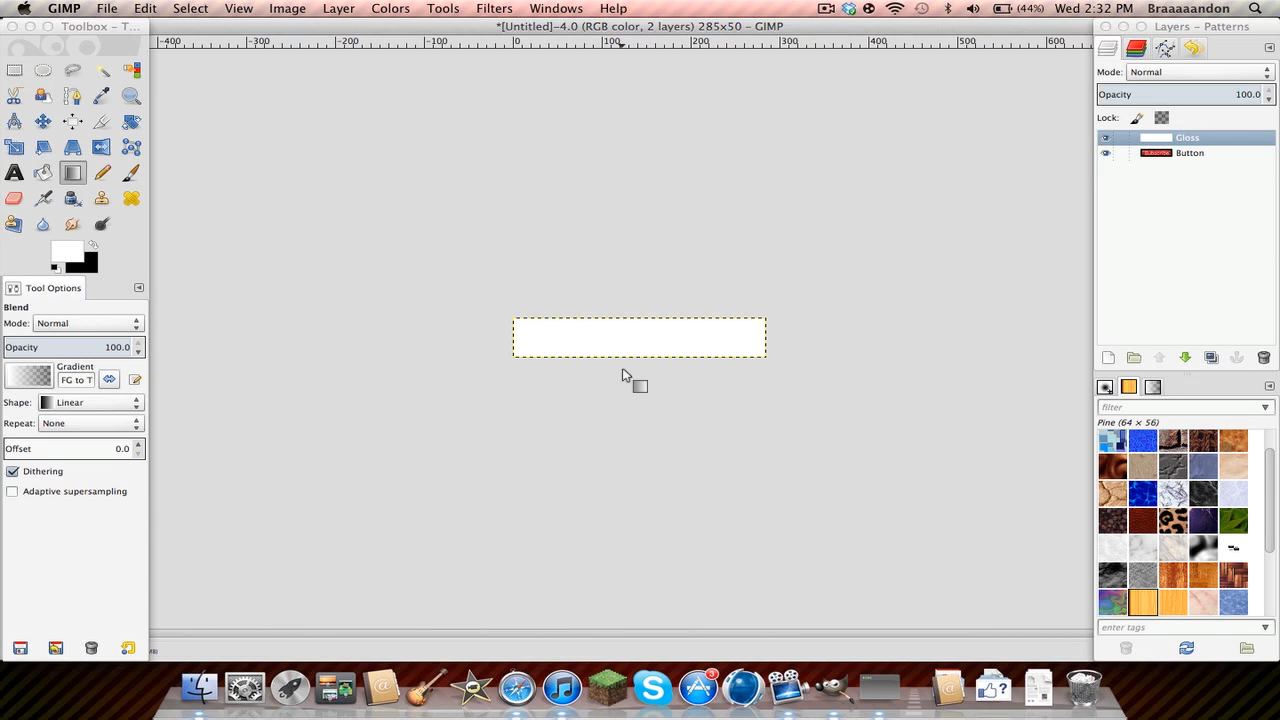 GIMP File Edit Select View Image Layer Colors Tools Filters Windows Help (44%) Wed 2:32 PM Braaaaandon
Toolbox – T...
*[Untitled]–4.0 (RGB color, 2 layers) 285x50 – GIMP
Layers – Patterns
-400 -300 -200 -100 0 100 200 300 400 500 600
Mode: Normal
Opacity 100.0
Lock:
Gloss
Button
Tool Options
Blend
Mode: Normal
Opacity 100.0
Gradient
FG to T
Shape: Linear
Repeat: None
Offset 0.0
Dithering
Adaptive supersampling
filter
Pine (64 × 56)
enter tags
3